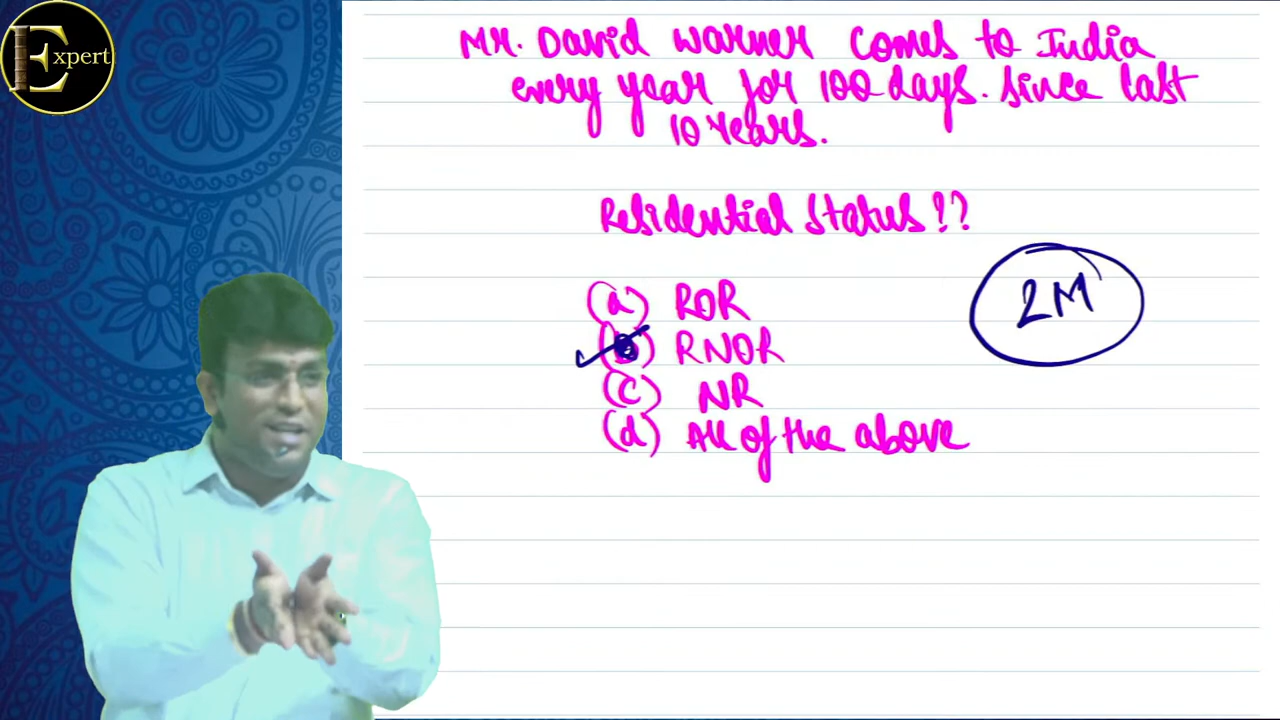 Expert
Mr. David Warner comes to India
every year for 100 days. Since last
10 Years.
Residential Status!??
(a) ROR
(b) RNOR
(c) NR
(d) All of the above
2M